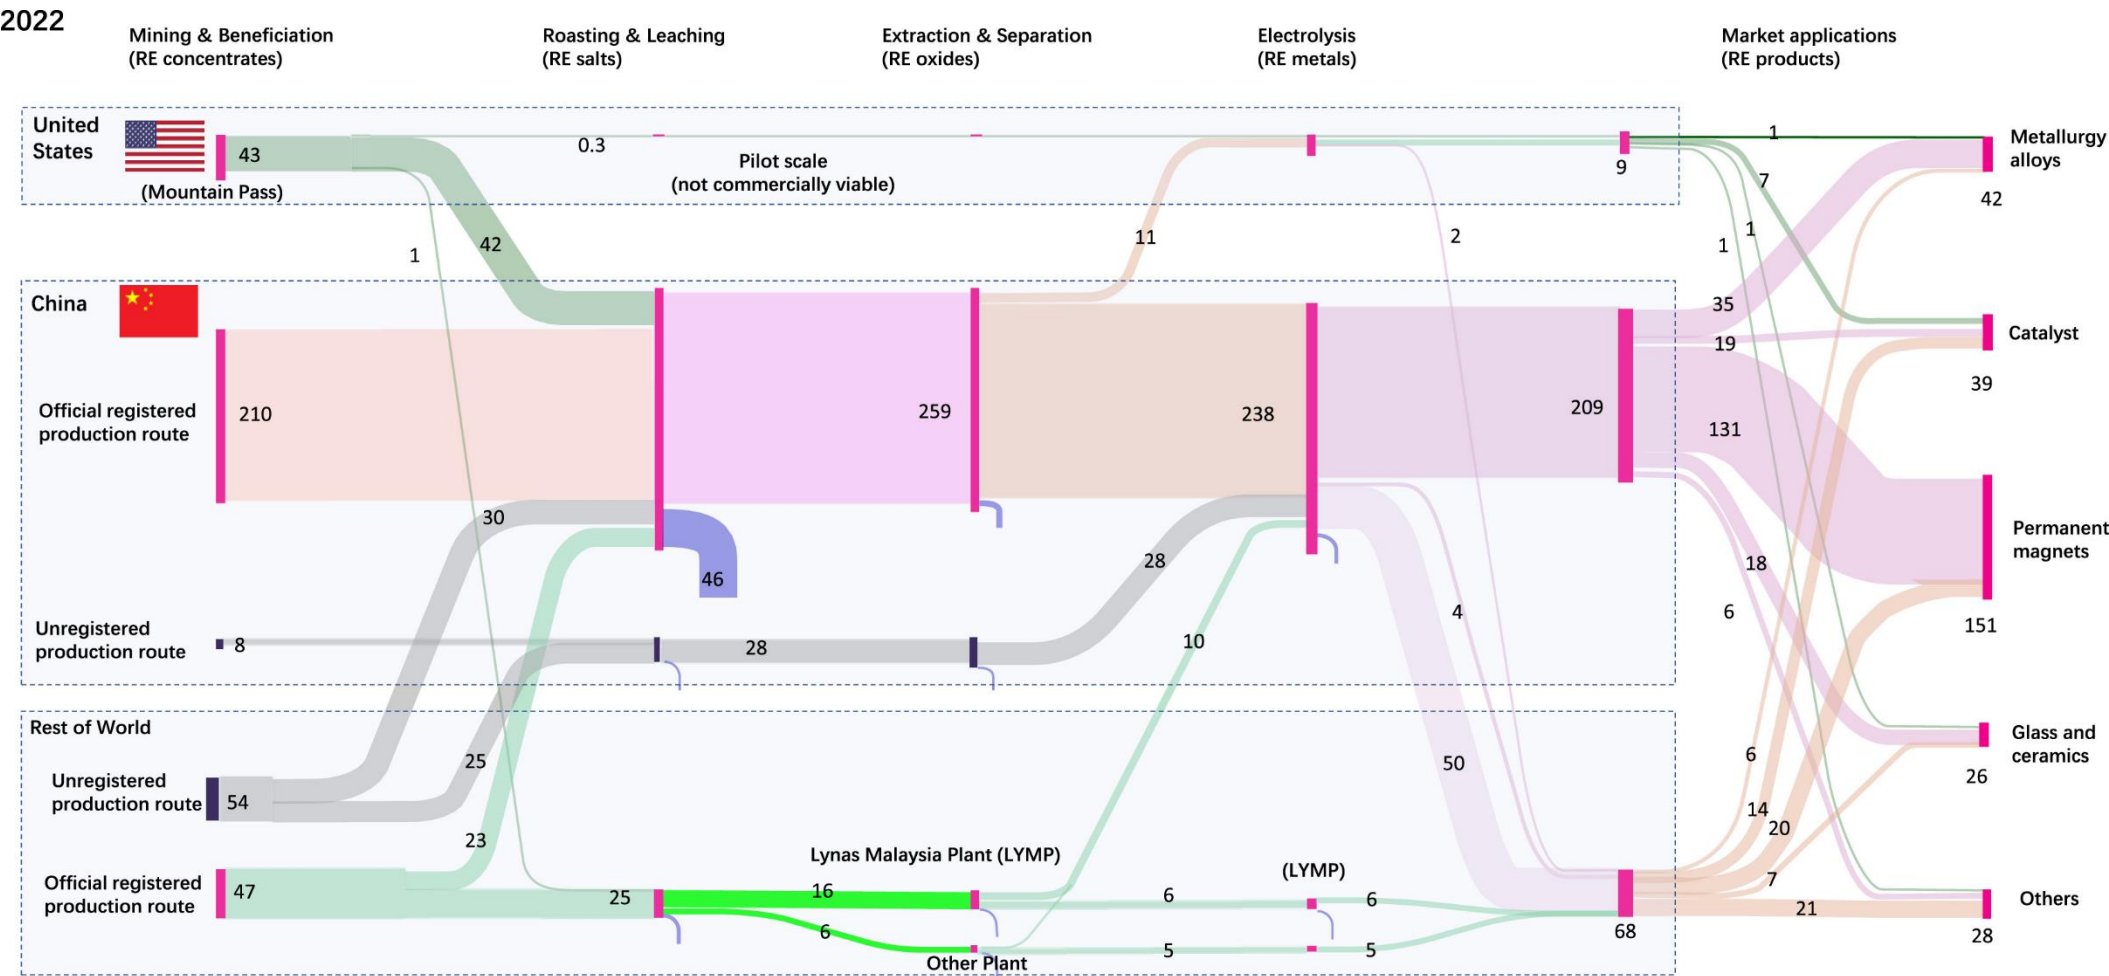 2022
Mining & Beneficiation
(RE concentrates)
Roasting & Leaching
(RE salts)
Extraction & Separation
(RE oxides)
Electrolysis
(RE metals)
Market applications
(RE products)
United
States
43
(Mountain Pass)
0.3
Pilot scale
(not commercially viable)
9
1
7
1
1
Metallurgy
alloys
42
1
42
11
2
China
35
19
Catalyst
39
Official registered
production route
210
259
238
209
131
30
46
28
4
18
6
Permanent
magnets
151
Unregistered
production route
8
28
10
Rest of World
Unregistered
production route
54
25
50
6
14
20
7
21
Glass and
ceramics
26
23
Official registered
production route
47
25
Lynas Malaysia Plant (LYMP)
16
6
(LYMP)
6
6
Other Plant
5
5
68
Others
28